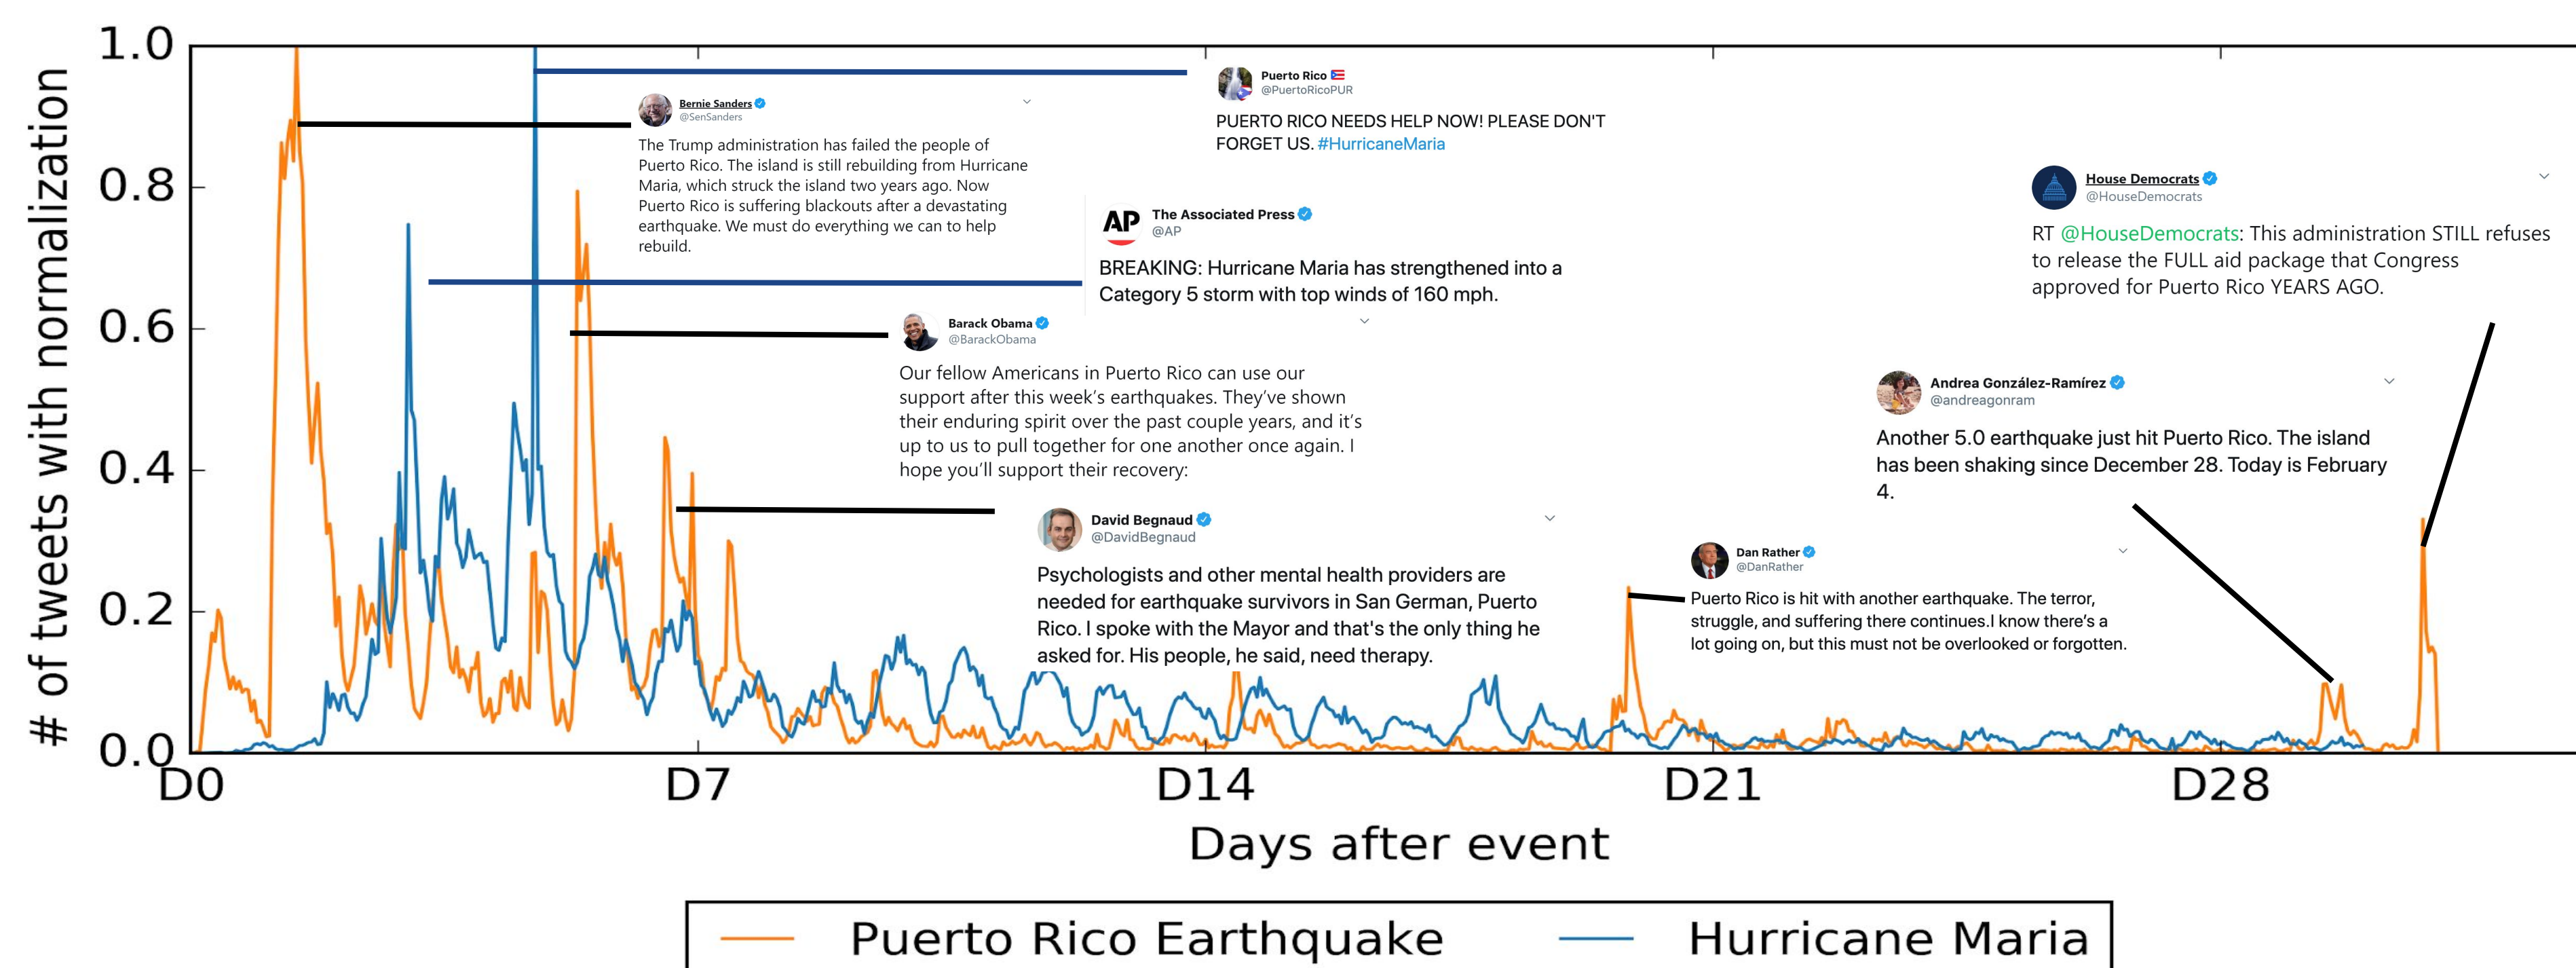 # of tweets with normalization
1.0
0.8
0.6
0.4
0.2
0.0
Bernie Sanders
@SenSanders
The Trump administration has failed the people of
Puerto Rico. The island is still rebuilding from Hurricane
Maria, which struck the island two years ago. Now
Puerto Rico is suffering blackouts after a devastating
earthquake. We must do everything we can to help
rebuild.
Puerto Rico 🇵🇷
@PuertoRicoPUR
PUERTO RICO NEEDS HELP NOW! PLEASE DON'T
FORGET US. #HurricaneMaria
AP
The Associated Press
@AP
BREAKING: Hurricane Maria has strengthened into a
Category 5 storm with top winds of 160 mph.
Barack Obama
@BarackObama
Our fellow Americans in Puerto Rico can use our
support after this week's earthquakes. They've shown
their enduring spirit over the past couple years, and it's
up to us to pull together for one another once again. I
hope you'll support their recovery:
David Begnaud
@DavidBegnaud
Psychologists and other mental health providers are
needed for earthquake survivors in San German, Puerto
Rico. I spoke with the Mayor and that's the only thing he
asked for. His people, he said, need therapy.
House Democrats
@HouseDemocrats
RT @HouseDemocrats: This administration STILL refuses
to release the FULL aid package that Congress
approved for Puerto Rico YEARS AGO.
Andrea González-Ramírez
@andreagonram
Another 5.0 earthquake just hit Puerto Rico. The island
has been shaking since December 28. Today is February
4.
Dan Rather
@DanRather
Puerto Rico is hit with another earthquake. The terror,
struggle, and suffering there continues.I know there's a
lot going on, but this must not be overlooked or forgotten.
D0
D7
D14
D21
D28
Days after event
Puerto Rico Earthquake
Hurricane Maria